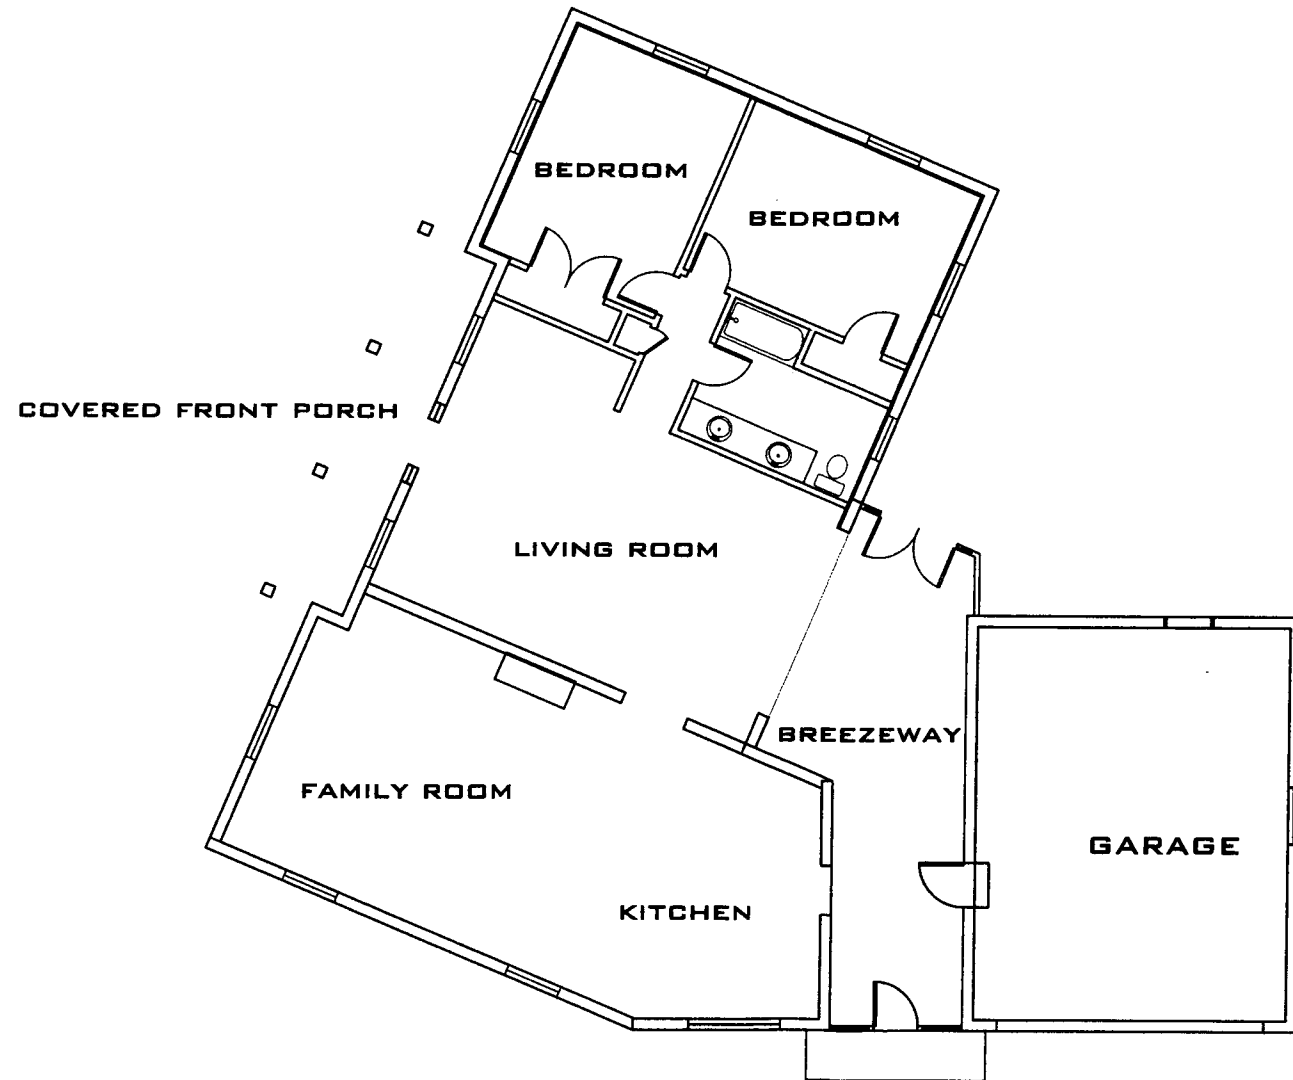 BEDROOM
BEDROOM
COVERED FRONT PORCH
LIVING ROOM
BREEZEWAY
FAMILY ROOM
GARAGE
KITCHEN